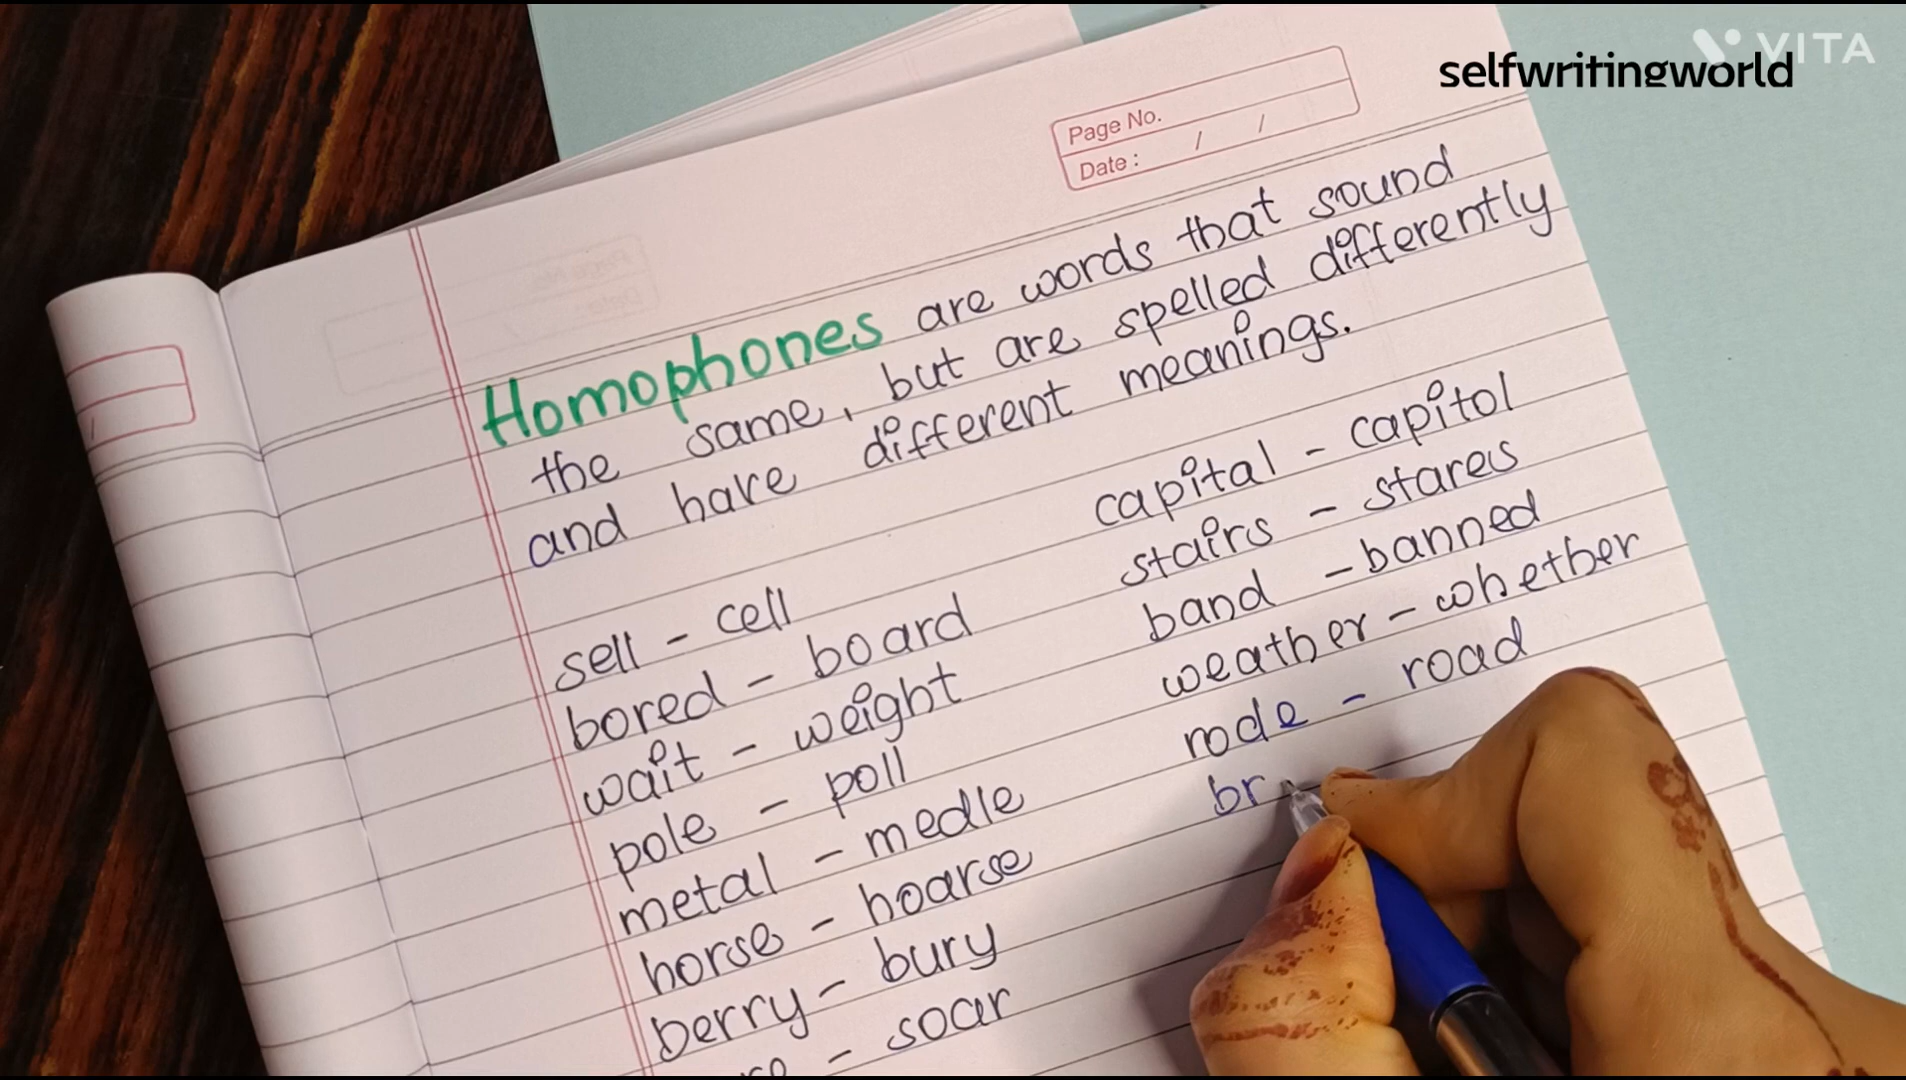 VITA
selfwritingworld
Page No.
Date : / /
Homophones are words that sound
the same, but are spelled differently
and have different meanings.
sell - cell
bored - board
wait - weight
pole - poll
metal - medle
horse - hoarse
berry - bury
- soar
capital - capitol
stairs - stares
band - banned
weather - whether
rode - road
br